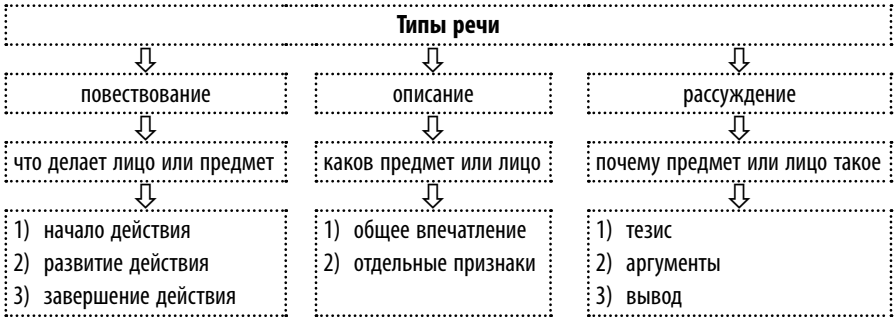 Типы речи
повествование
описание
рассуждение
что делает лицо или предмет
каков предмет или лицо
почему предмет или лицо такое
1) начало действия
2) развитие действия
3) завершение действия
1) общее впечатление
2) отдельные признаки
1) тезис
2) аргументы
3) вывод